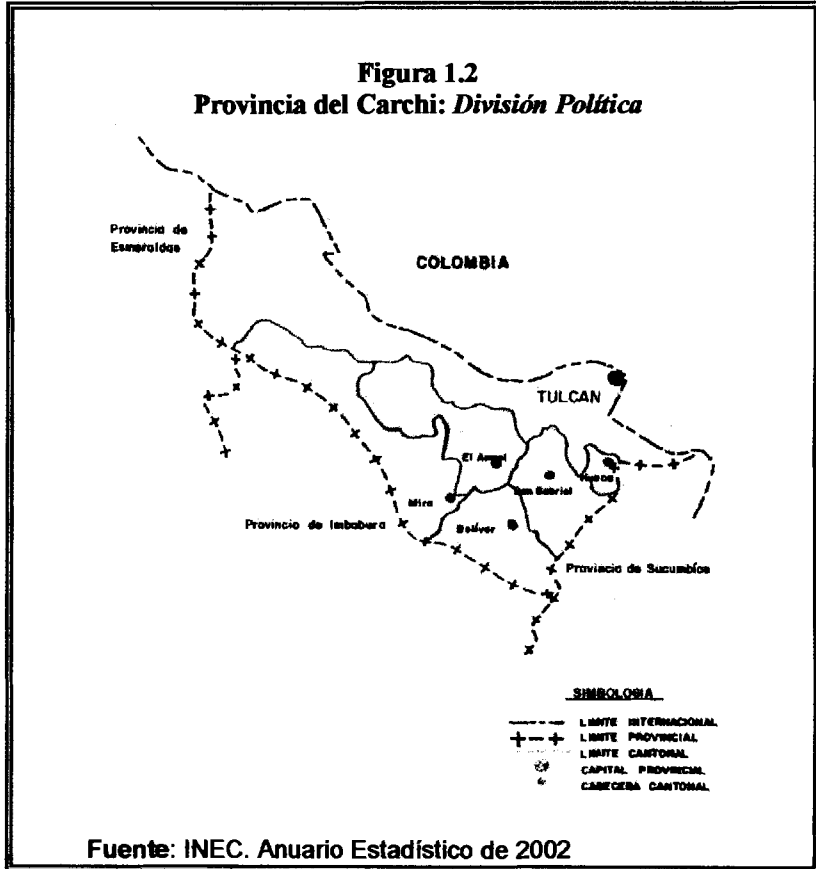 Figura 1.2
Provincia del Carchi: División Política
Provincia de
Esmeraldas
COLOMBIA
TULCAN
El Angel
San Gabriel
Huaca
Mira
Provincia de Imbabura
Bolívar
Provincia de Sucumbíos
SIMBOLOGIA
LIMITE INTERNACIONAL
LIMITE PROVINCIAL
LIMITE CANTONAL
CAPITAL PROVINCIAL
CABECERA CANTONAL
Fuente: INEC. Anuario Estadístico de 2002